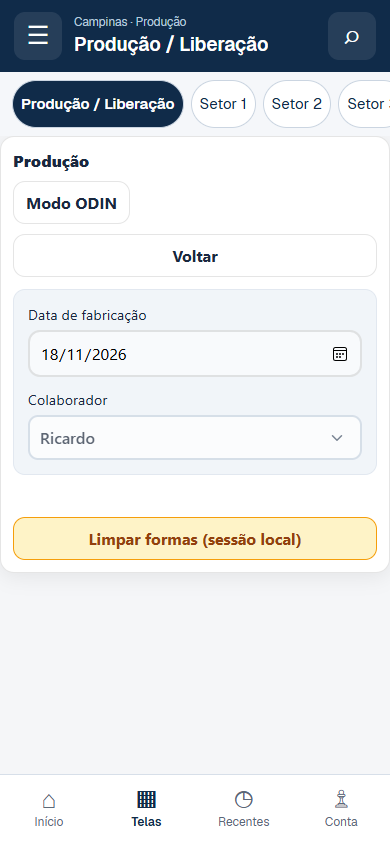 Campinas · Produção
Produção / Liberação
Produção / Liberação
Setor 1
Setor 2
Setor
Produção
Modo ODIN
Voltar
Data de fabricação
18/11/2026
Colaborador
Ricardo
Limpar formas (sessão local)
Início
Telas
Recentes
Conta